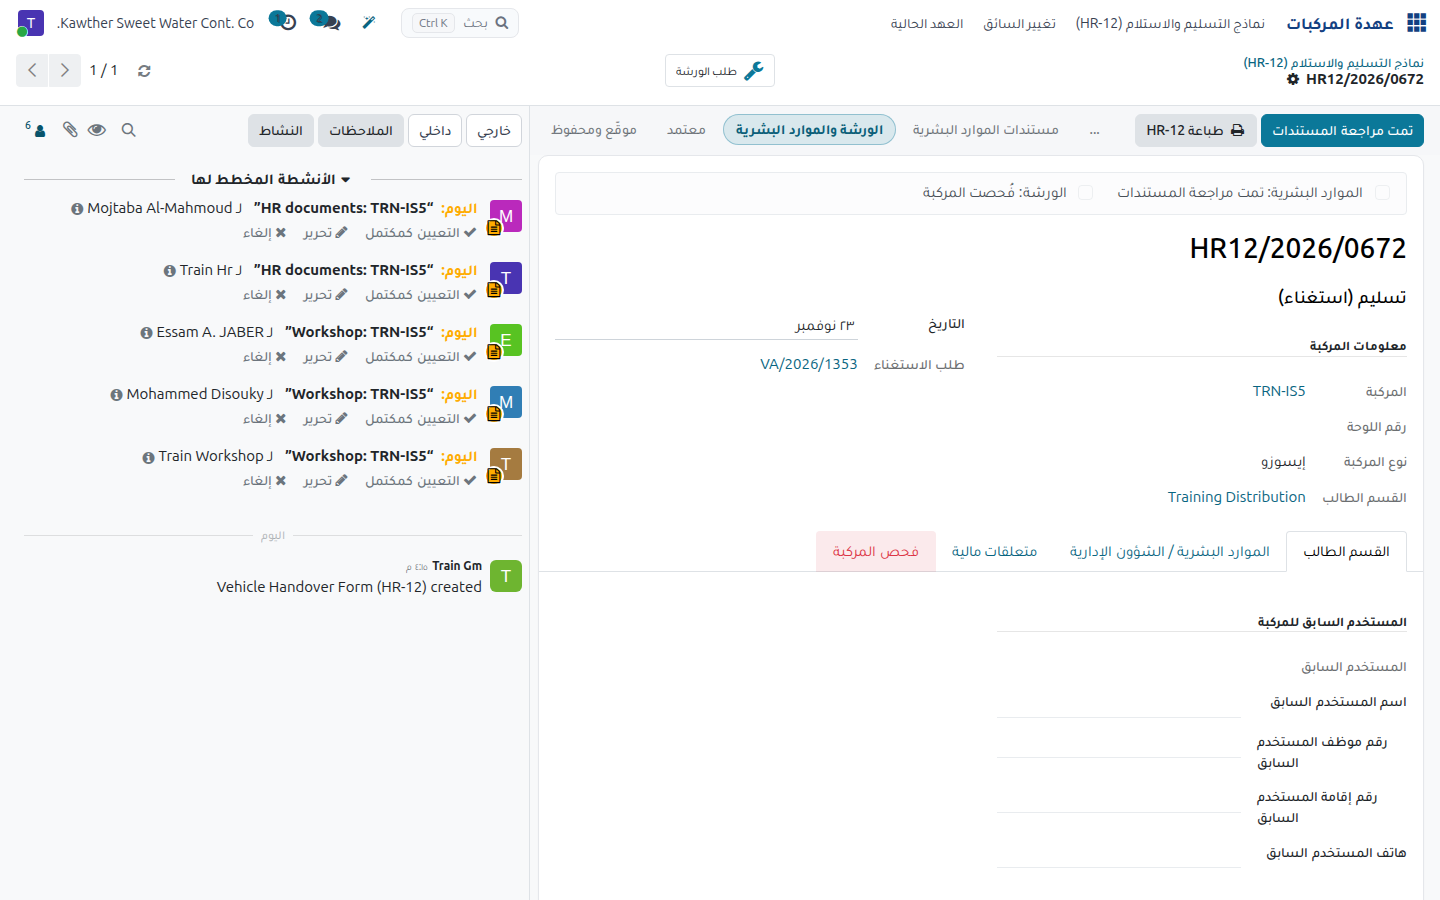 عهدة المركبات
نماذج التسليم والاستلام (HR-12)
تغيير السائق
العهد الحالية
بحث
Ctrl K
2
1
Kawther Sweet Water Cont. Co.
T
نماذج التسليم والاستلام (HR-12)
HR12/2026/0672
طلب الورشة
1 / 1
تمت مراجعة المستندات
طباعة HR-12
...
مستندات الموارد البشرية
الورشة والموارد البشرية
معتمد
موقّع ومحفوظ
خارجي
داخلي
الملاحظات
النشاط
6
الموارد البشرية: تمت مراجعة المستندات
الورشة: فُحصت المركبة
HR12/2026/0672
تسليم (استغناء)
التاريخ
٢٣ نوفمبر
طلب الاستغناء
VA/2026/1353
معلومات المركبة
المركبة
TRN-IS5
رقم اللوحة
نوع المركبة
إيسوزو
القسم الطالب
Training Distribution
القسم الطالب
الموارد البشرية / الشؤون الإدارية
متعلقات مالية
فحص المركبة
المستخدم السابق للمركبة
المستخدم السابق
اسم المستخدم السابق
رقم موظف المستخدم
السابق
رقم إقامة المستخدم
السابق
هاتف المستخدم السابق
الأنشطة المخطط لها
M
اليوم: “HR documents: TRN-IS5” لـ Mojtaba Al-Mahmoud
التعيين كمكتمل تحرير إلغاء
T
اليوم: “HR documents: TRN-IS5” لـ Train Hr
التعيين كمكتمل تحرير إلغاء
E
اليوم: “Workshop: TRN-IS5” لـ Essam A. JABER
التعيين كمكتمل تحرير إلغاء
M
اليوم: “Workshop: TRN-IS5” لـ Mohammed Disouky
التعيين كمكتمل تحرير إلغاء
T
اليوم: “Workshop: TRN-IS5” لـ Train Workshop
التعيين كمكتمل تحرير إلغاء
اليوم
T
Train Gm
Vehicle Handover Form (HR-12) created